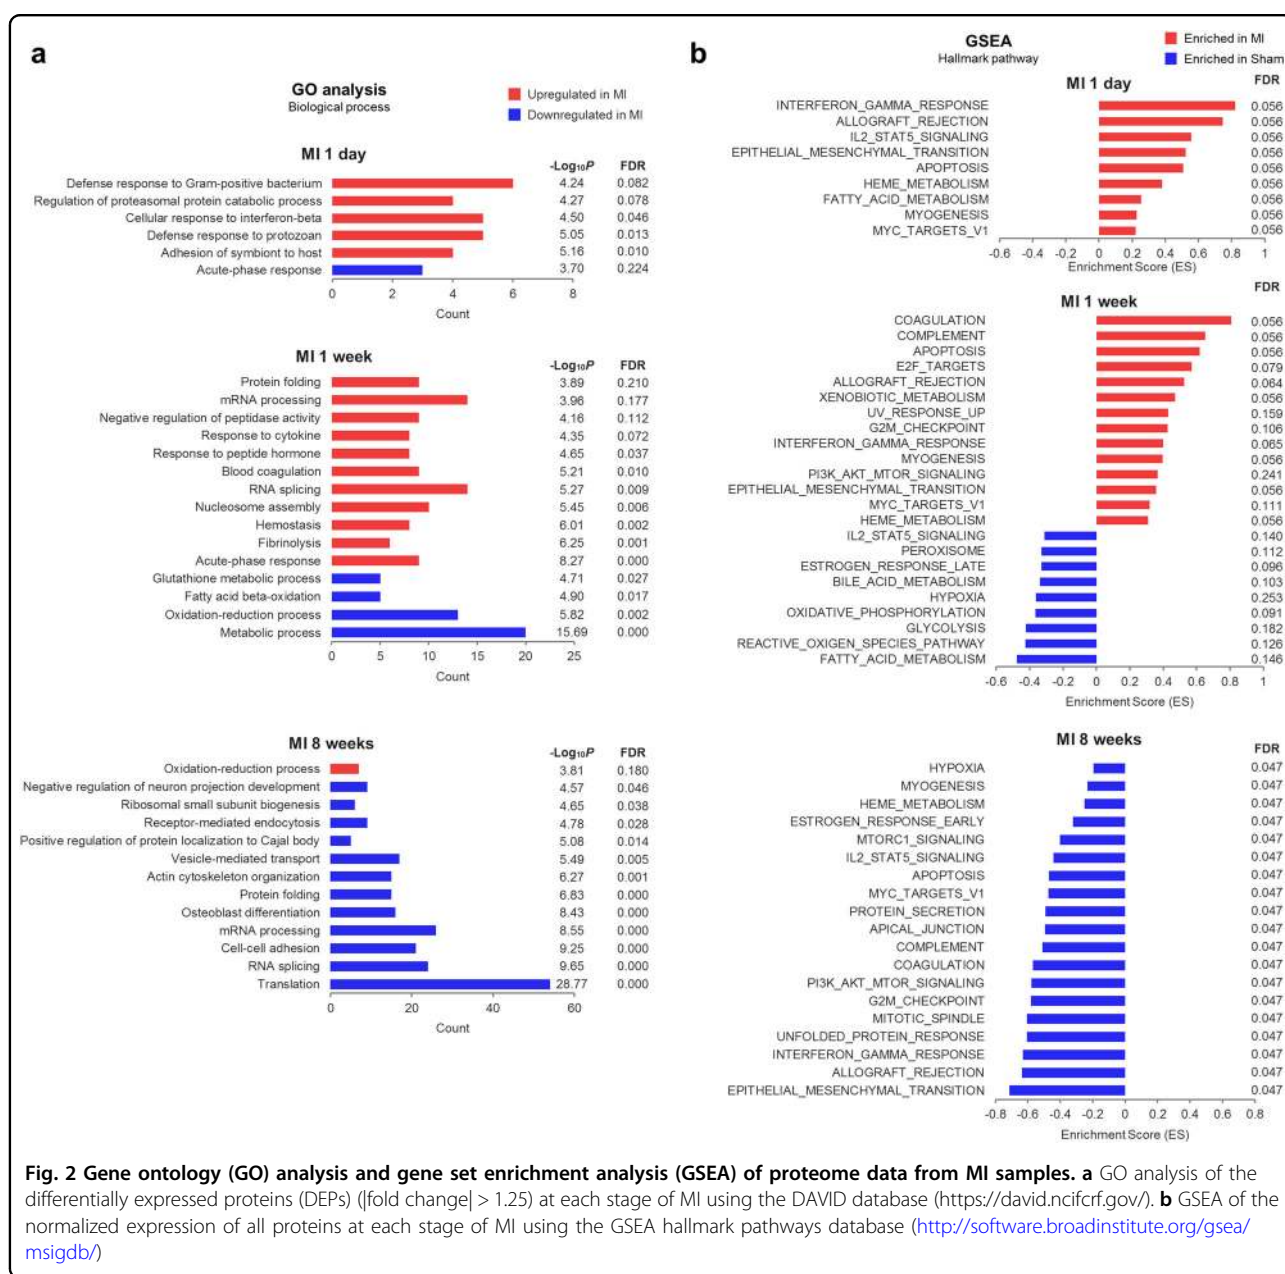 a
GO analysis
Biological process
Upregulated in MI
Downregulated in MI
MI 1 day
-Log₁₀P FDR
Defense response to Gram-positive bacterium 4.24 0.082
Regulation of proteasomal protein catabolic process 4.27 0.078
Cellular response to interferon-beta 4.50 0.046
Defense response to protozoan 5.05 0.013
Adhesion of symbiont to host 5.16 0.010
Acute-phase response 3.70 0.224
0 2 4 6 8
Count
MI 1 week
-Log₁₀P FDR
Protein folding 3.89 0.210
mRNA processing 3.96 0.177
Negative regulation of peptidase activity 4.16 0.112
Response to cytokine 4.35 0.072
Response to peptide hormone 4.65 0.037
Blood coagulation 5.21 0.010
RNA splicing 5.27 0.009
Nucleosome assembly 5.45 0.006
Hemostasis 6.01 0.002
Fibrinolysis 6.25 0.001
Acute-phase response 8.27 0.000
Glutathione metabolic process 4.71 0.027
Fatty acid beta-oxidation 4.90 0.017
Oxidation-reduction process 5.82 0.002
Metabolic process 15.69 0.000
0 5 10 15 20 25
Count
MI 8 weeks
-Log₁₀P FDR
Oxidation-reduction process 3.81 0.180
Negative regulation of neuron projection development 4.57 0.046
Ribosomal small subunit biogenesis 4.65 0.038
Receptor-mediated endocytosis 4.78 0.028
Positive regulation of protein localization to Cajal body 5.08 0.014
Vesicle-mediated transport 5.49 0.005
Actin cytoskeleton organization 6.27 0.001
Protein folding 6.83 0.000
Osteoblast differentiation 8.43 0.000
mRNA processing 8.55 0.000
Cell-cell adhesion 9.25 0.000
RNA splicing 9.65 0.000
Translation 28.77 0.000
0 20 40 60
Count
b
GSEA
Hallmark pathway
Enriched in MI
Enriched in Sham
MI 1 day
FDR
INTERFERON_GAMMA_RESPONSE 0.056
ALLOGRAFT_REJECTION 0.056
IL2_STAT5_SIGNALING 0.056
EPITHELIAL_MESENCHYMAL_TRANSITION 0.056
APOPTOSIS 0.056
HEME_METABOLISM 0.056
FATTY_ACID_METABOLISM 0.056
MYOGENESIS 0.056
MYC_TARGETS_V1 0.056
-0.6 -0.4 -0.2 0 0.2 0.4 0.6 0.8 1
Enrichment Score (ES)
MI 1 week
FDR
COAGULATION 0.056
COMPLEMENT 0.056
APOPTOSIS 0.056
E2F_TARGETS 0.079
ALLOGRAFT_REJECTION 0.064
XENOBIOTIC_METABOLISM 0.056
UV_RESPONSE_UP 0.159
G2M_CHECKPOINT 0.106
INTERFERON_GAMMA_RESPONSE 0.065
MYOGENESIS 0.056
PI3K_AKT_MTOR_SIGNALING 0.241
EPITHELIAL_MESENCHYMAL_TRANSITION 0.056
MYC_TARGETS_V1 0.111
HEME_METABOLISM 0.056
IL2_STAT5_SIGNALING 0.140
PEROXISOME 0.112
ESTROGEN_RESPONSE_LATE 0.096
BILE_ACID_METABOLISM 0.103
HYPOXIA 0.253
OXIDATIVE_PHOSPHORYLATION 0.091
GLYCOLYSIS 0.182
REACTIVE_OXIGEN_SPECIES_PATHWAY 0.126
FATTY_ACID_METABOLISM 0.146
-0.6 -0.4 -0.2 0 0.2 0.4 0.6 0.8 1
Enrichment Score (ES)
MI 8 weeks
FDR
HYPOXIA 0.047
MYOGENESIS 0.047
HEME_METABOLISM 0.047
ESTROGEN_RESPONSE_EARLY 0.047
MTORC1_SIGNALING 0.047
IL2_STAT5_SIGNALING 0.047
APOPTOSIS 0.047
MYC_TARGETS_V1 0.047
PROTEIN_SECRETION 0.047
APICAL_JUNCTION 0.047
COMPLEMENT 0.047
COAGULATION 0.047
PI3K_AKT_MTOR_SIGNALING 0.047
G2M_CHECKPOINT 0.047
MITOTIC_SPINDLE 0.047
UNFOLDED_PROTEIN_RESPONSE 0.047
INTERFERON_GAMMA_RESPONSE 0.047
ALLOGRAFT_REJECTION 0.047
EPITHELIAL_MESENCHYMAL_TRANSITION 0.047
-0.8 -0.6 -0.4 -0.2 0 0.2 0.4 0.6 0.8
Enrichment Score (ES)
Fig. 2 Gene ontology (GO) analysis and gene set enrichment analysis (GSEA) of proteome data from MI samples. a GO analysis of the
differentially expressed proteins (DEPs) (|fold change| > 1.25) at each stage of MI using the DAVID database (https://david.ncifcrf.gov/). b GSEA of the
normalized expression of all proteins at each stage of MI using the GSEA hallmark pathways database (http://software.broadinstitute.org/gsea/
msigdb/)